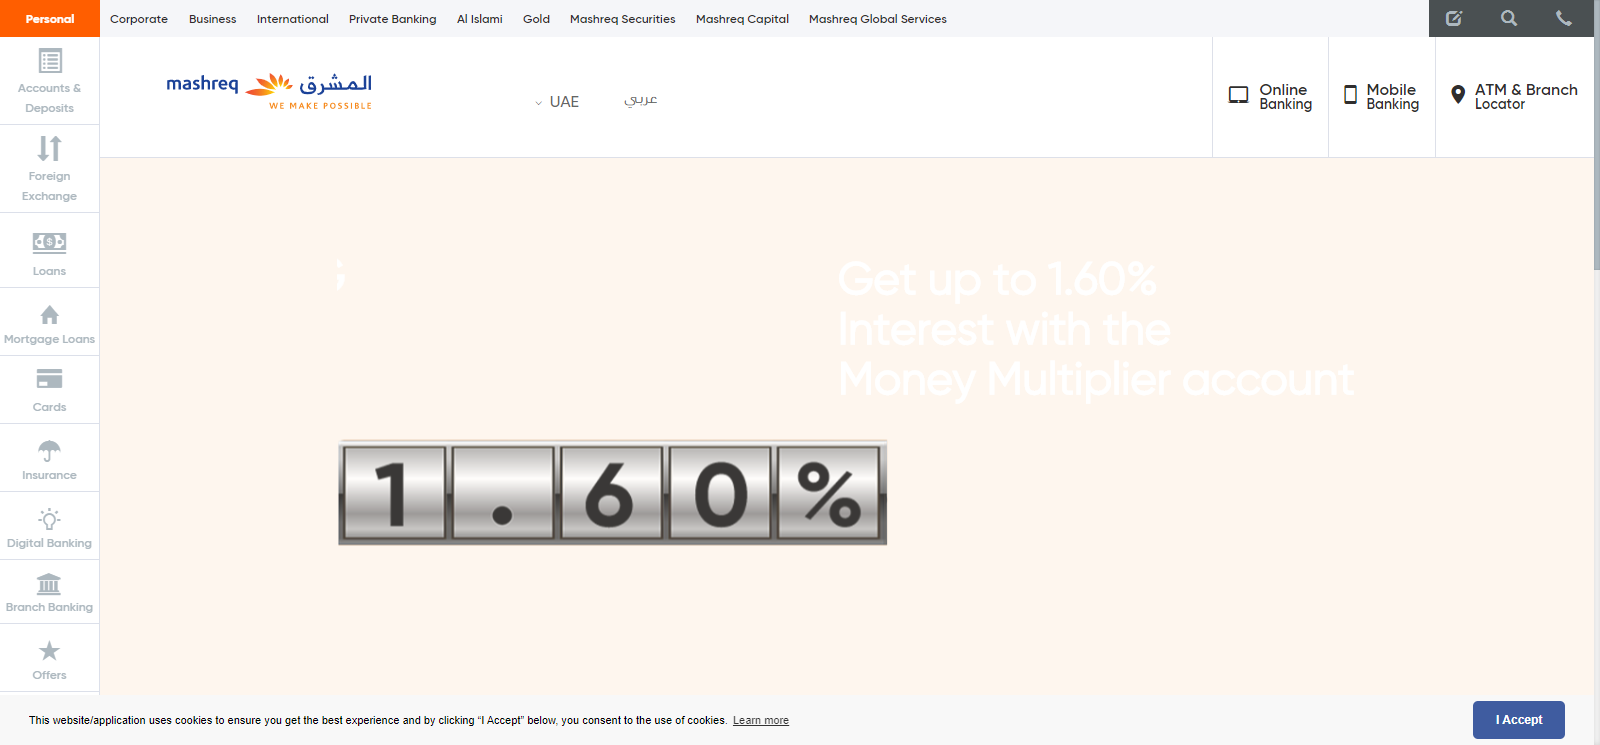 Personal
Corporate
Business
International
Private Banking
Al Islami
Gold
Mashreq Securities
Mashreq Capital
Mashreq Global Services
Accounts &
Deposits
Foreign
Exchange
Loans
Mortgage Loans
Cards
Insurance
Digital Banking
Branch Banking
Offers
mashreq المشرق
WE MAKE POSSIBLE
UAE
عربي
Online
Banking
Mobile
Banking
ATM & Branch
Locator
Get up to 1.60%
Interest with the
Money Multiplier account
1.60%
This website/application uses cookies to ensure you get the best experience and by clicking “I Accept” below, you consent to the use of cookies. Learn more
I Accept